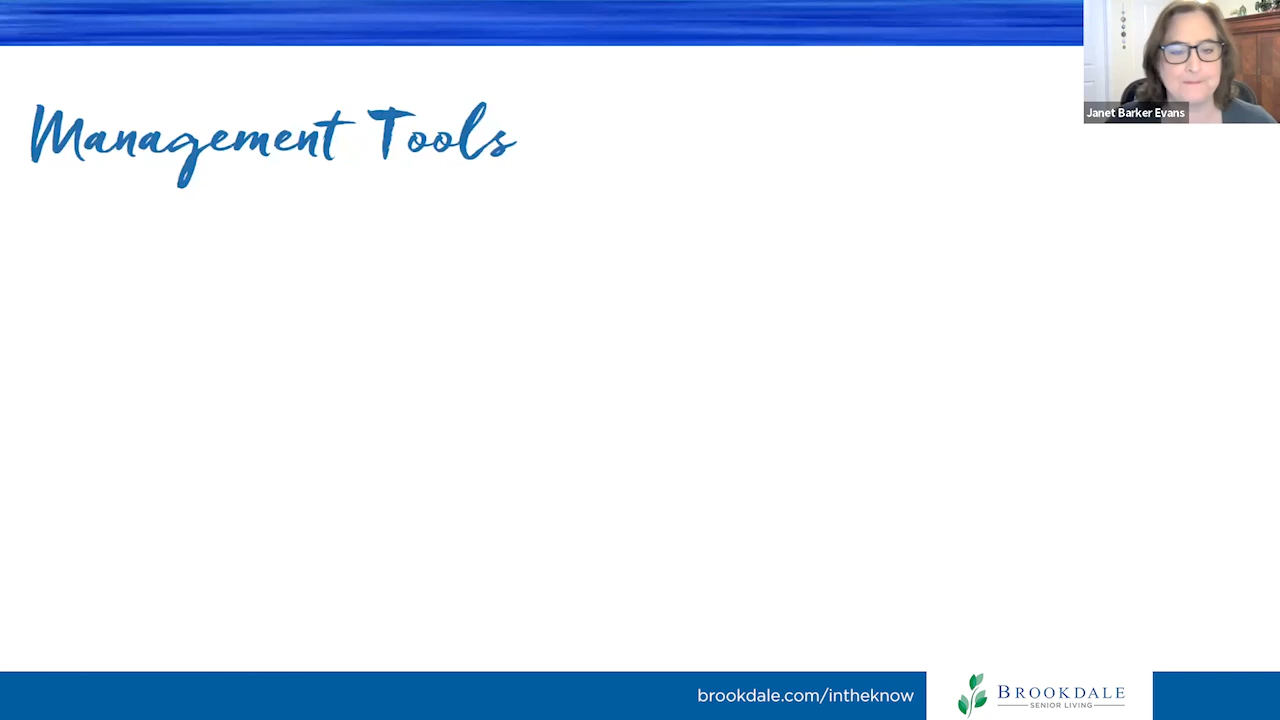 Janet Barker Evans
Management Tools
brookdale.com/intheknow
BROOKDALE
SENIOR LIVING